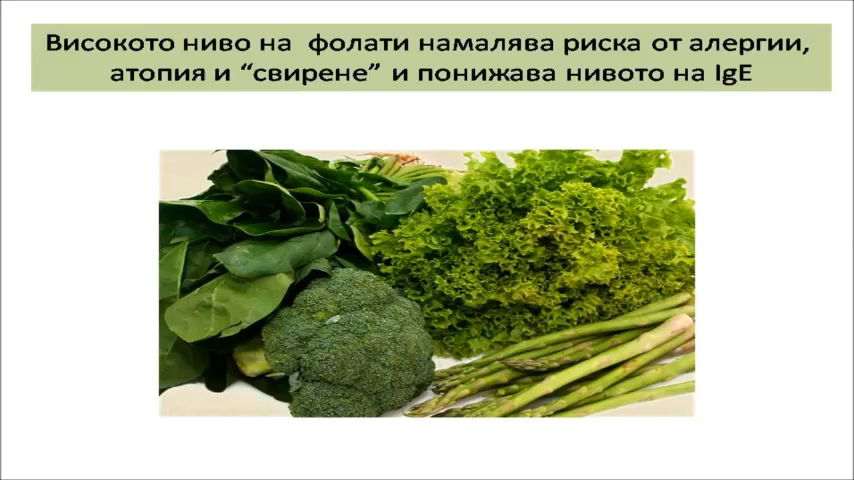 Високото ниво на  фолати намалява риска от алергии,
атопия и “свирене” и понижава нивото на IgE